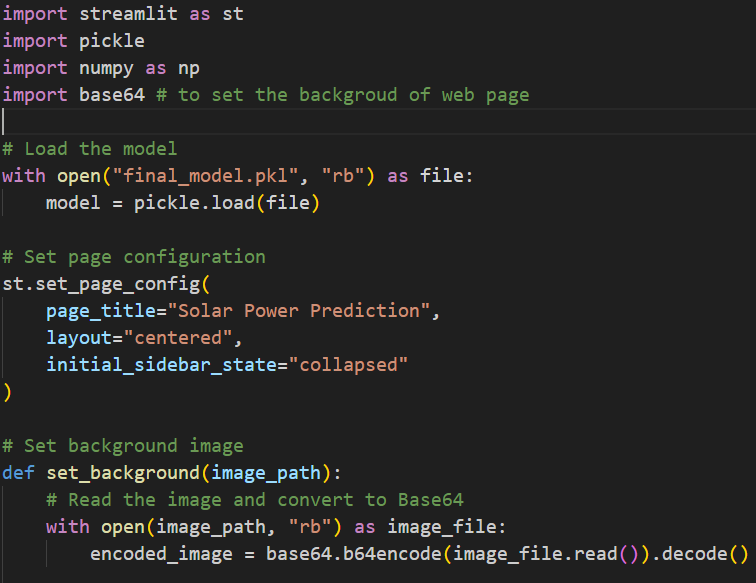 import streamlit as st
import pickle
import numpy as np
import base64 # to set the backgroud of web page
# Load the model
with open("final_model.pkl", "rb") as file:
    model = pickle.load(file)
# Set page configuration
st.set_page_config(
    page_title="Solar Power Prediction",
    layout="centered",
    initial_sidebar_state="collapsed"
)
# Set background image
def set_background(image_path):
    # Read the image and convert to Base64
    with open(image_path, "rb") as image_file:
        encoded_image = base64.b64encode(image_file.read()).decode()